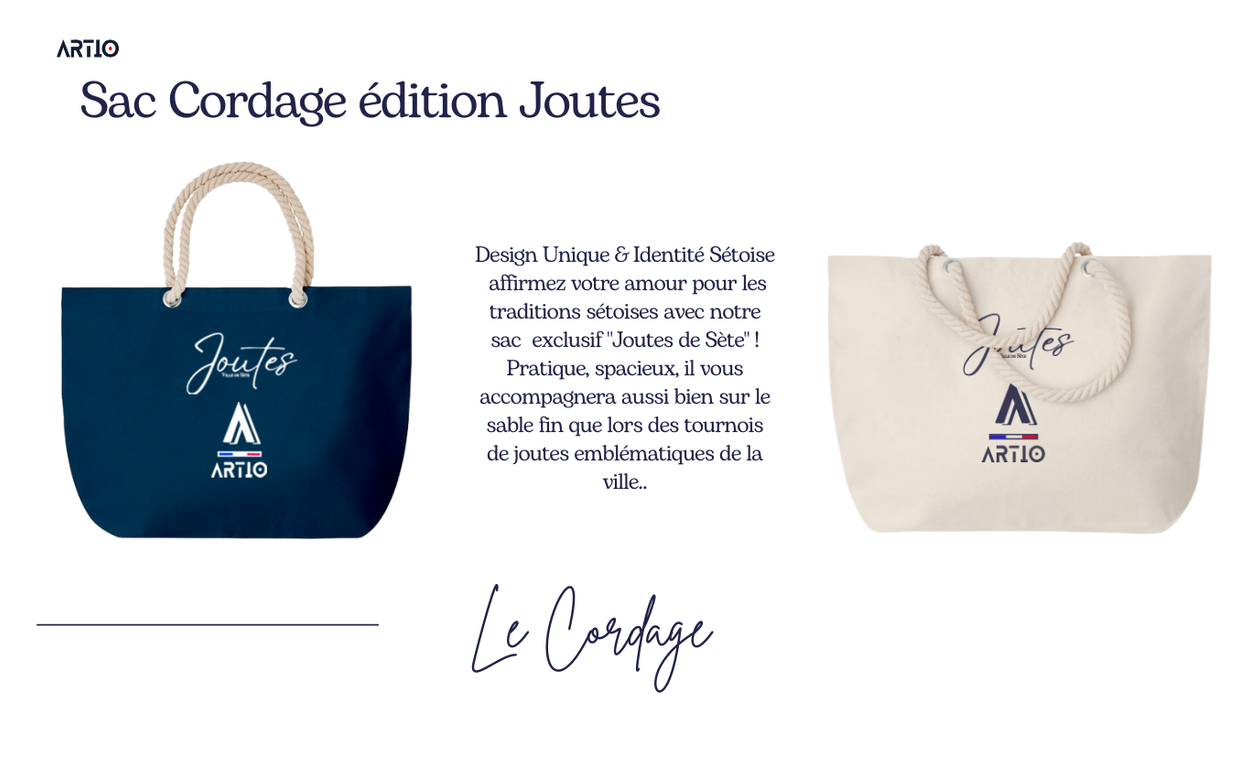 ARTIO
Sac Cordage édition Joutes
Joutes
Ville de Sète
ARTIO
Design Unique & Identité Sétoise
affirmez votre amour pour les
traditions sétoises avec notre
sac exclusif "Joutes de Sète" !
Pratique, spacieux, il vous
accompagnera aussi bien sur le
sable fin que lors des tournois
de joutes emblématiques de la
ville..
Joutes
Ville de Sète
ARTIO
Le Cordage